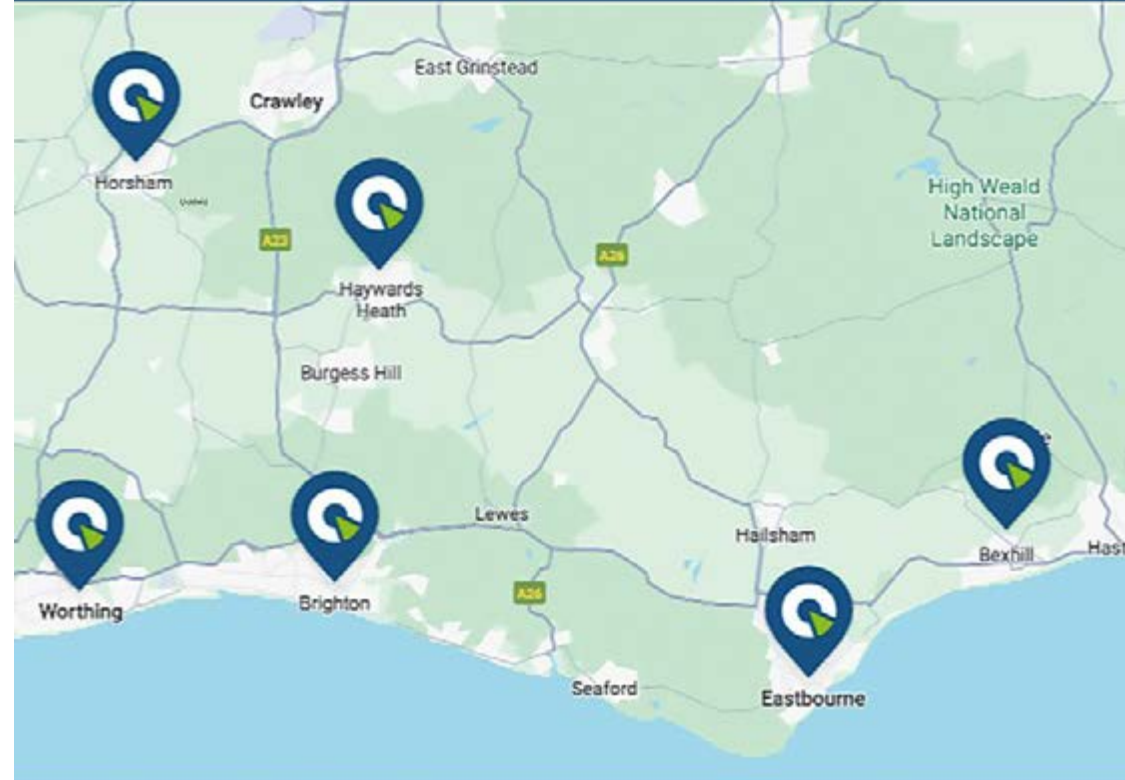 East Grinstead
Crawley
Horsham
High Weald
National
Landscape
A23
A26
Haywards
Heath
Burgess Hill
Lewes
Hailsham
Bexhill
Hast
Worthing
Brighton
A26
Seaford
Eastbourne